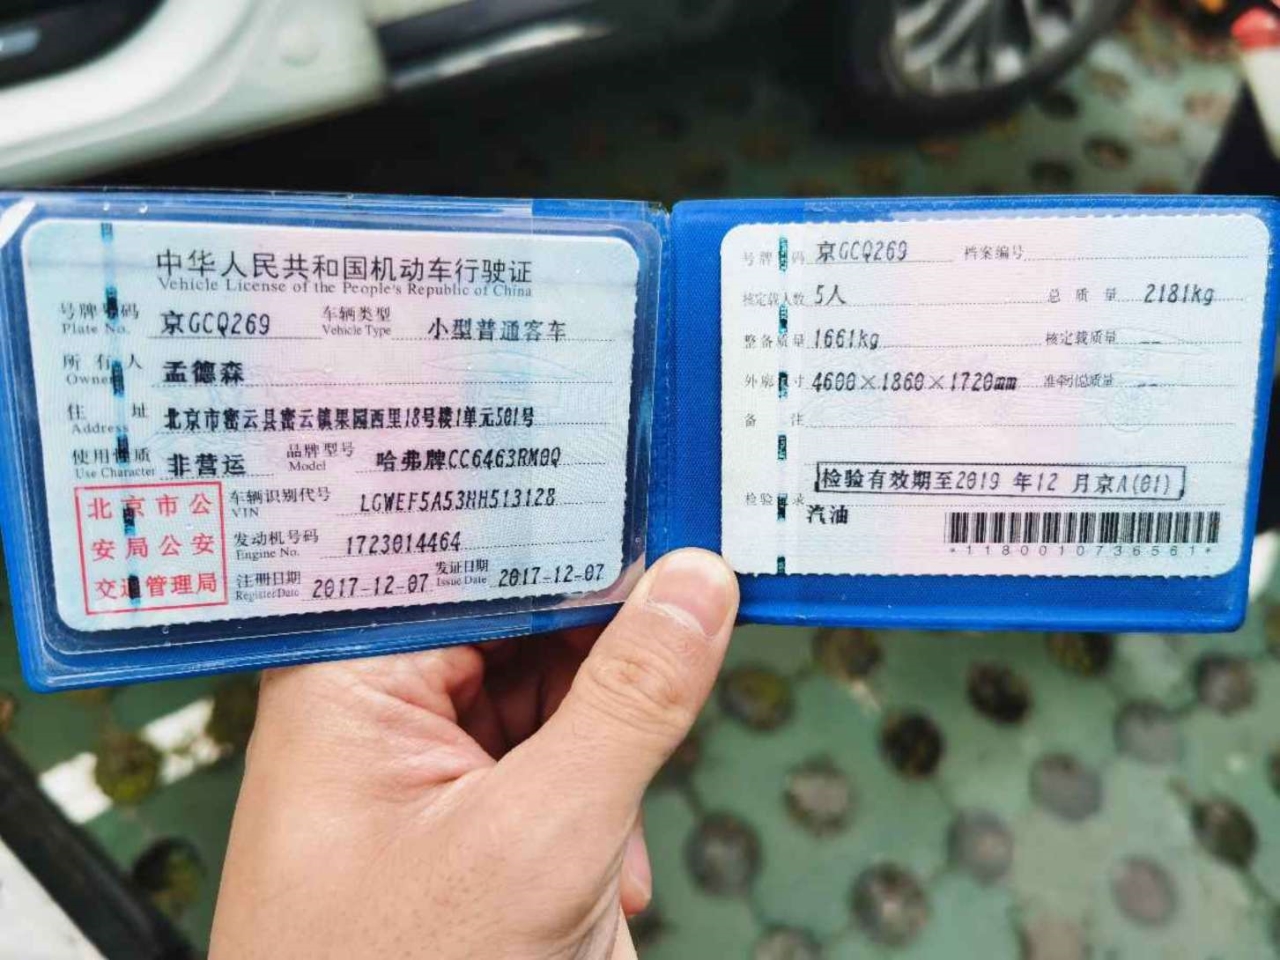 中华人民共和国机动车行驶证
Vehicle License of the People's Republic of China
号牌号码 京GCQ269 车辆类型 小型普通客车
Plate No. Vehicle Type
所有人 孟德森
Owner
住址 北京市密云县密云镇果园西里18号楼1单元501号
Address
使用性质 非营运 品牌型号 哈弗牌CC6463RM0Q
Use Character Model
北京市公
安局公安
交通管理局
车辆识别代号 LGWEF5A53HH513128
VIN
发动机号码 1723014464
Engine No.
注册日期 2017-12-07 发证日期 2017-12-07
Register Date Issue Date
号牌号码 京GCQ269 档案编号
核定载人数 5人 总质量 2181kg
整备质量 1661kg 核定载质量 --
外廓尺寸 4600×1860×1720mm 准牵引总质量 --
备注
检验有效期至2019年12月京A(01)
检验记录
汽油
*1180010736561*